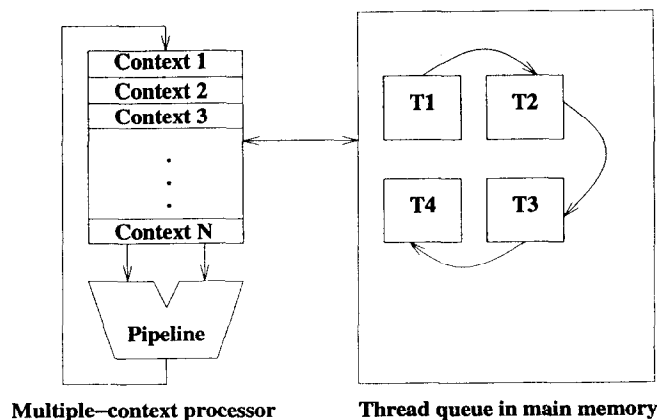 Context 1
Context 2
Context 3
Context N
Pipeline
Multiple–context processor
T1
T2
T4
T3
Thread queue in main memory